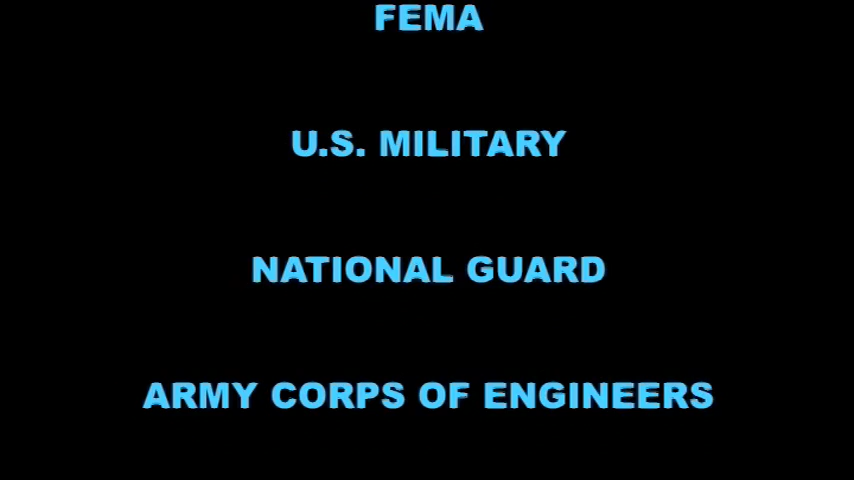 FEMA
U.S. MILITARY
NATIONAL GUARD
ARMY CORPS OF ENGINEERS